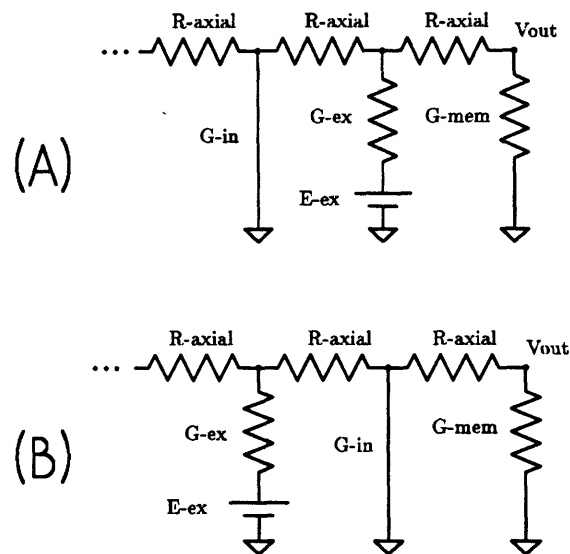 R-axial R-axial R-axial
Vout
...
G-ex G-mem
G-in
(A)
E-ex
R-axial R-axial R-axial
Vout
...
G-ex G-in G-mem
(B)
E-ex